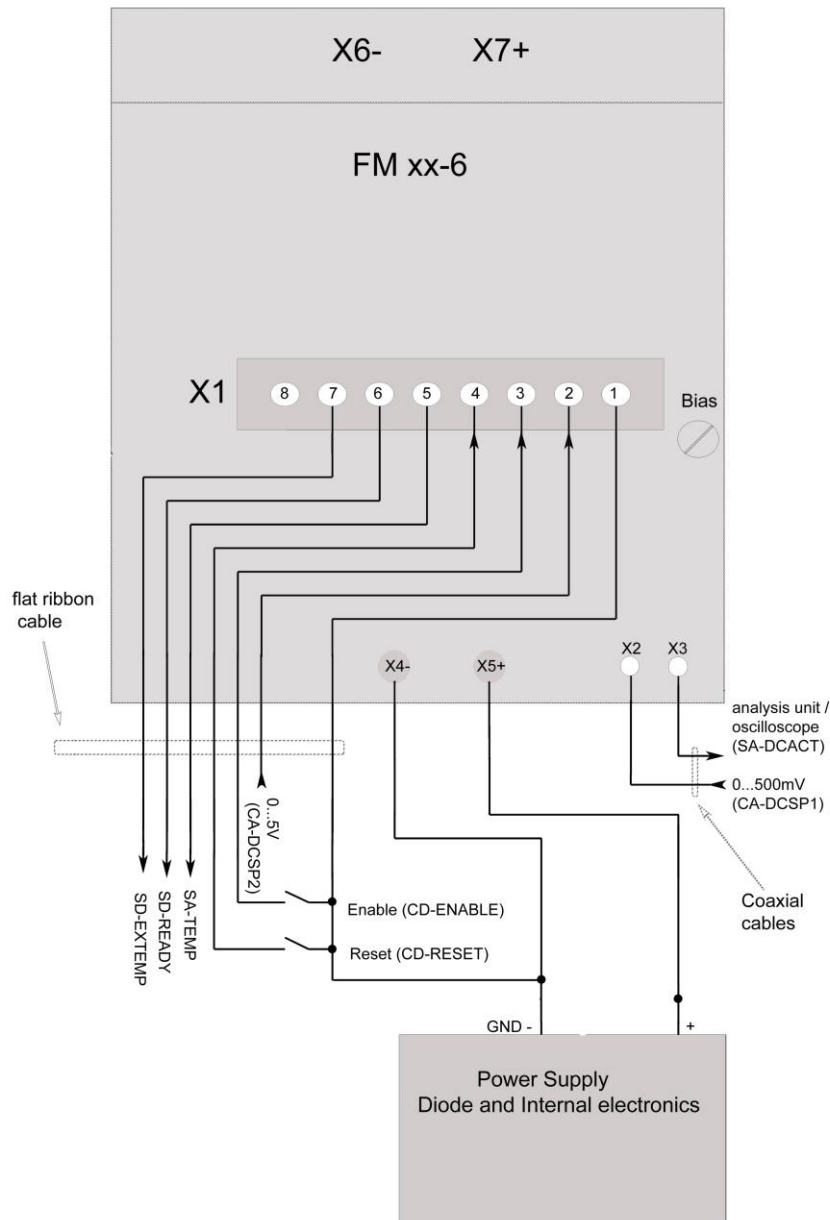 X6- X7+
FM xx-6
X1
8 7 6 5 4 3 2 1
Bias
flat ribbon
cable
X4- X5+ X2 X3
analysis unit /
oscilloscope
(SA-DCACT)
0...500mV
(CA-DCSP1)
0...5V
(CA-DCSP2)
Coaxial
cables
SD-EXTEMP
SD-READY
SA-TEMP
Enable (CD-ENABLE)
Reset (CD-RESET)
GND - +
Power Supply
Diode and Internal electronics